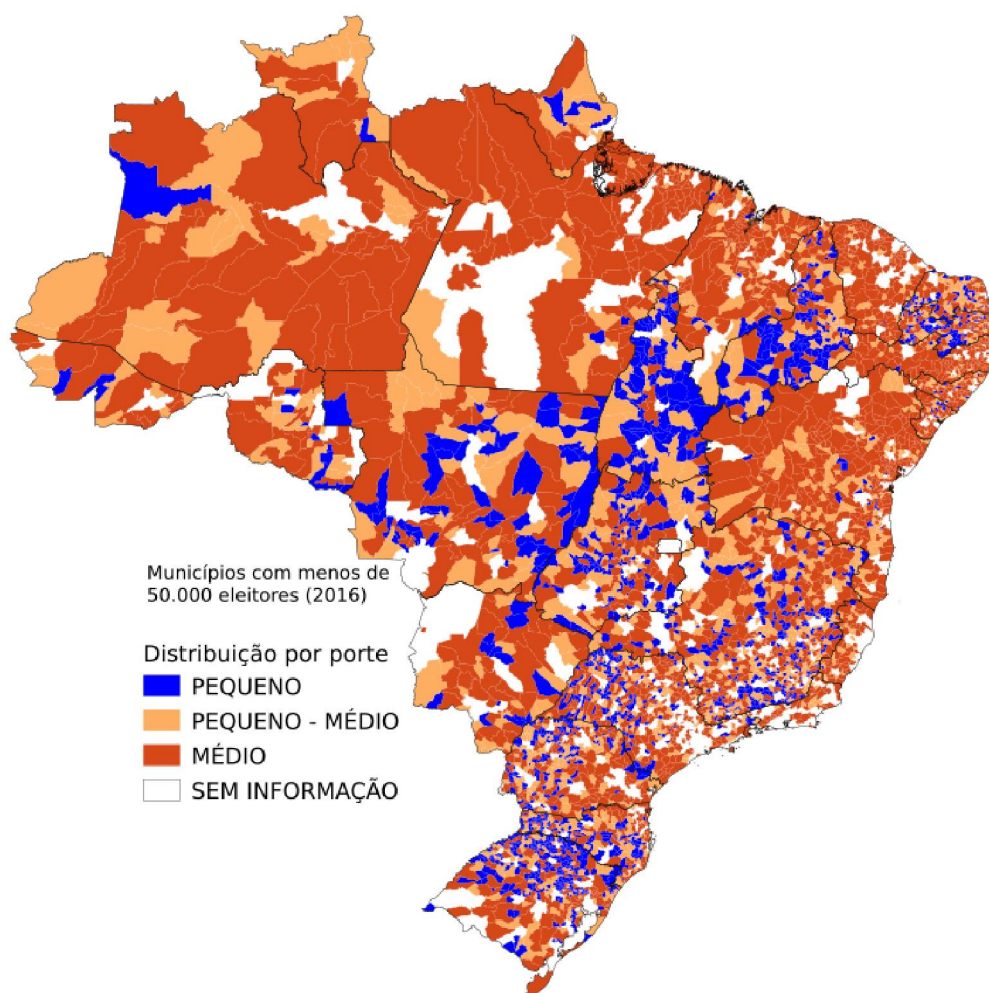 Municípios com menos de
50.000 eleitores (2016)
Distribuição por porte
PEQUENO
PEQUENO - MÉDIO
MÉDIO
SEM INFORMAÇÃO